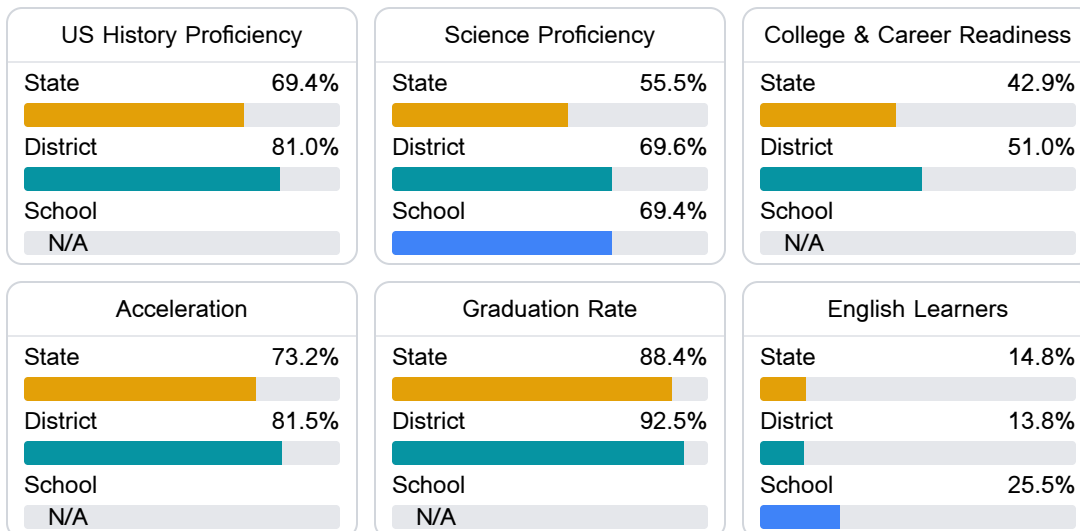 US History Proficiency
State 69.4%
District 81.0%
School
N/A
Science Proficiency
State 55.5%
District 69.6%
School 69.4%
College & Career Readiness
State 42.9%
District 51.0%
School
N/A
Acceleration
State 73.2%
District 81.5%
School
N/A
Graduation Rate
State 88.4%
District 92.5%
School
N/A
English Learners
State 14.8%
District 13.8%
School 25.5%